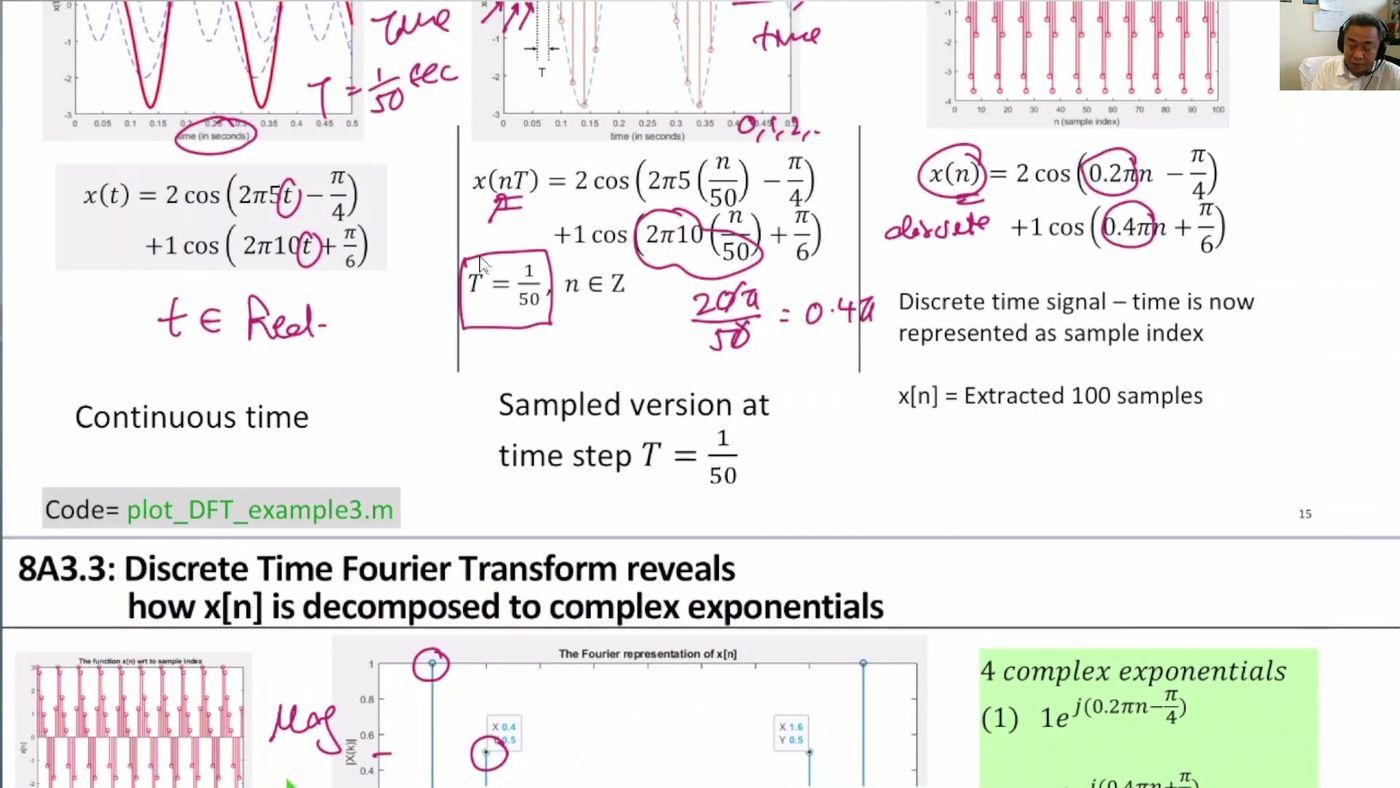 time
T = 1/50 sec
0 0.05 0.1 0.15 0.2 0.25 0.3 0.35 0.4 0.45 0.5
time (in seconds)
x(t) = 2 cos (2π5t − π/4)
+1 cos ( 2π10t + π/6)
t ∈ Real.
Continuous time
Code= plot_DFT_example3.m
time
T
0 0.05 0.1 0.15 0.2 0.25 0.3 0.35 0.4 0.45
time (in seconds)
0, 1, 2, ..
x(nT) = 2 cos (2π5 (n/50) − π/4)
+1 cos (2π10 (n/50) + π/6)
T = 1/50, n ∈ Z
20π/50 = 0.4π
Sampled version at
time step T = 1/50
0 10 20 30 40 50 60 70 80 90 100
n (sample index)
x(n) = 2 cos (0.2πn − π/4)
discrete +1 cos (0.4πn + π/6)
Discrete time signal – time is now
represented as sample index
x[n] = Extracted 100 samples
15
8A3.3: Discrete Time Fourier Transform reveals
how x[n] is decomposed to complex exponentials
The function x(n) wrt to sample index
x[n]
Mag
The Fourier representation of x[n]
|X(k)|
1
0.8
0.6
0.4
X 0.4
Y 0.5
X 1.6
Y 0.5
4 complex exponentials
(1) 1e^j(0.2πn−π/4)